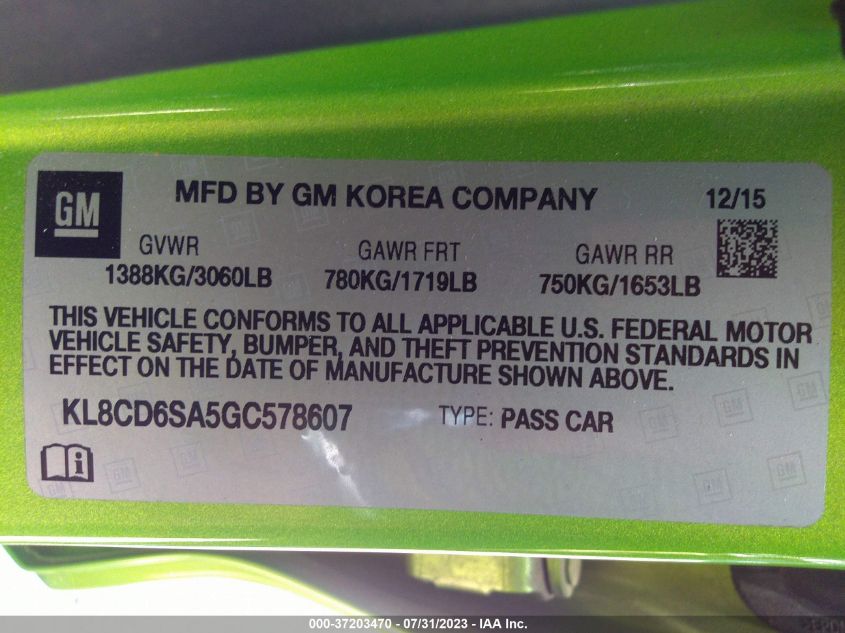 GM
MFD BY GM KOREA COMPANY 12/15
GVWR GAWR FRT GAWR RR
1388KG/3060LB 780KG/1719LB 750KG/1653LB
THIS VEHICLE CONFORMS TO ALL APPLICABLE U.S. FEDERAL MOTOR
VEHICLE SAFETY, BUMPER, AND THEFT PREVENTION STANDARDS IN
EFFECT ON THE DATE OF MANUFACTURE SHOWN ABOVE.
KL8CD6SA5GC578607 TYPE: PASS CAR
000-37203470 - 07/31/2023 - IAA Inc.